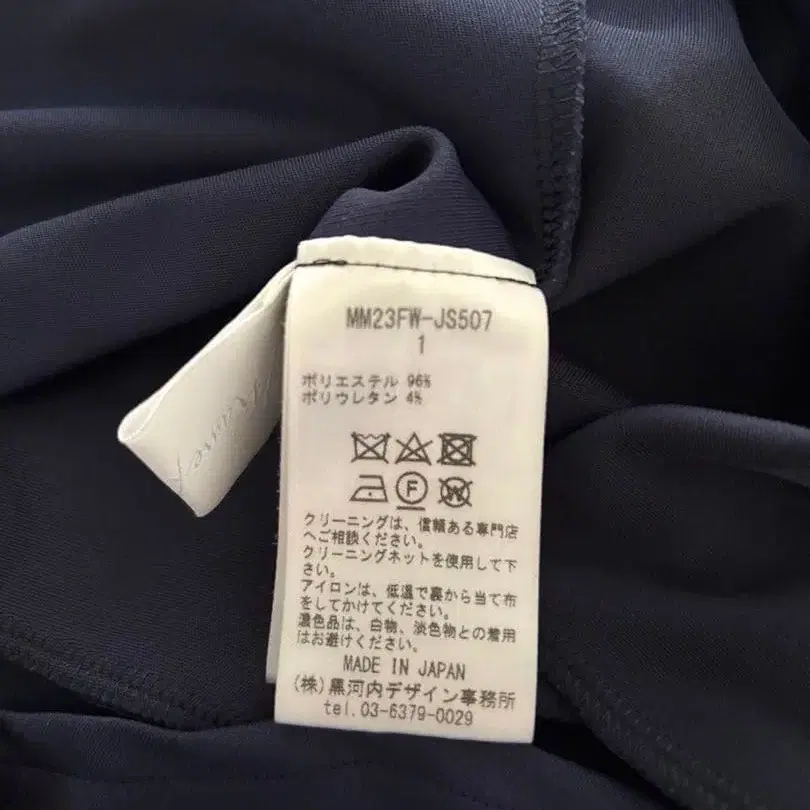 MM23FW-JS507
1
ポリエステル 96%
ポリウレタン 4%
F
W
クリーニングは、信頼ある専門店
へご相談ください。
クリーニングネットを使用して下
さい。
アイロンは、低温で裏から当て布
をしてかけてください。
濃色品は、白物、淡色物との着用
はお避けください。
MADE IN JAPAN
(株)黒河内デザイン事務所
tel.03-6379-0029